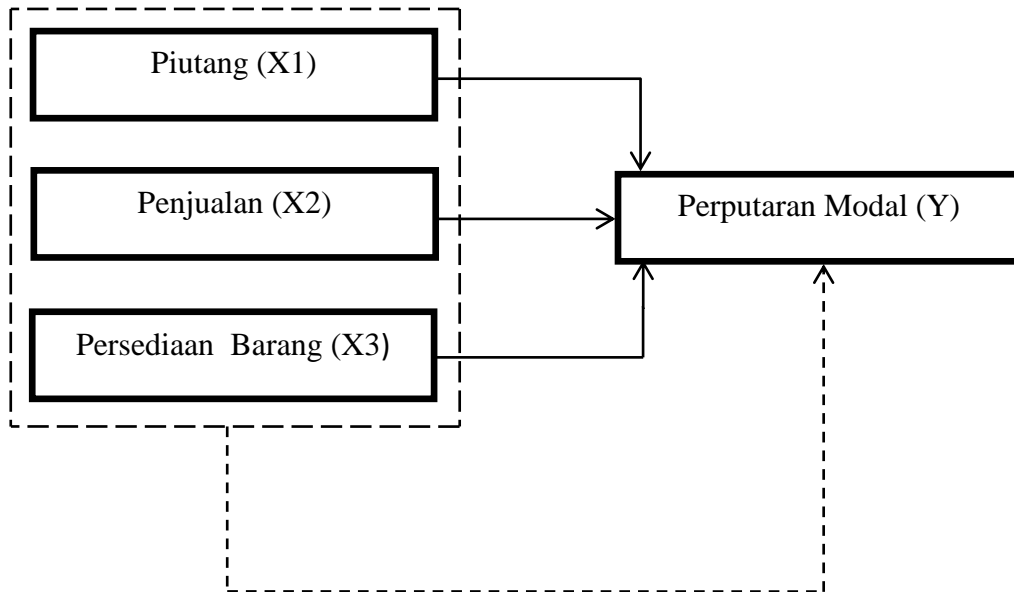 Piutang (X1)
Penjualan (X2)
Perputaran Modal (Y)
Persediaan  Barang (X3)